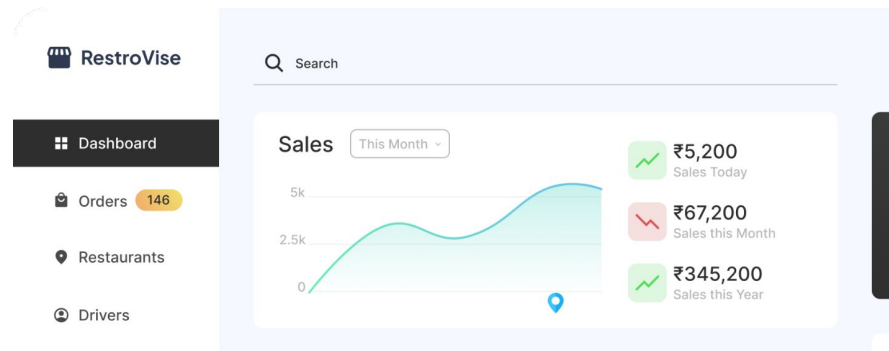 RestroVise
Search
Dashboard
Orders 146
Restaurants
Drivers
Sales This Month
5k
2.5k
0
₹5,200
Sales Today
₹67,200
Sales this Month
₹345,200
Sales this Year